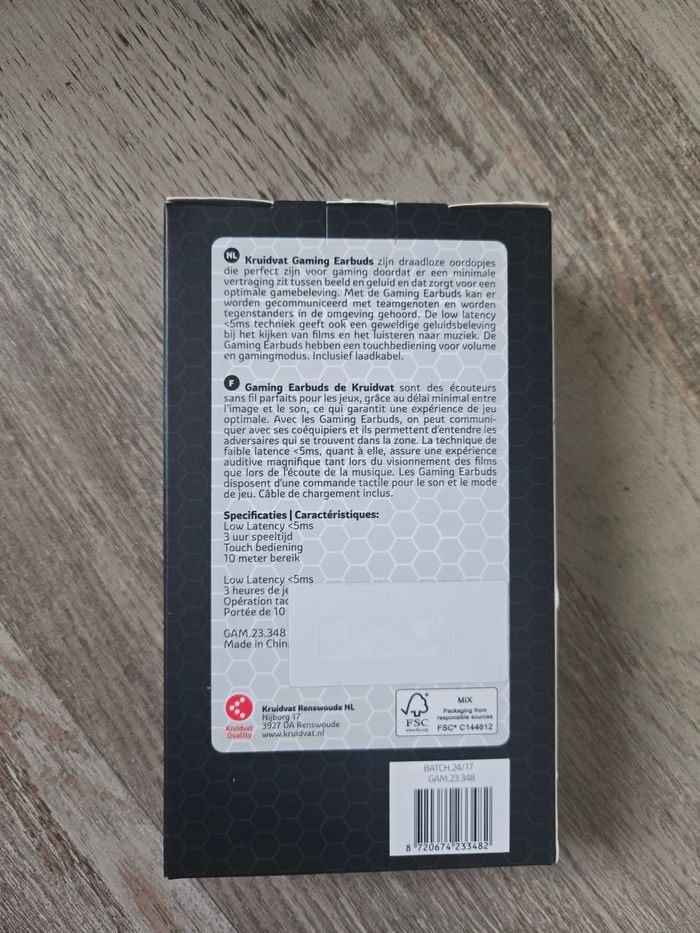 NL Kruidvat Gaming Earbuds zijn draadloze oordopjes
die perfect zijn voor gaming doordat er een minimale
vertraging zit tussen beeld en geluid en dat zorgt voor een
optimale gamebeleving. Met de Gaming Earbuds kan er
worden gecommuniceerd met teamgenoten en worden
tegenstanders in de omgeving gehoord. De low latency
<5ms techniek geeft ook een geweldige geluidsbeleving
bij het kijken van films en het luisteren naar muziek. De
Gaming Earbuds hebben een touchbediening voor volume
en gamingmodus. Inclusief laadkabel.
F Gaming Earbuds de Kruidvat sont des écouteurs
sans fil parfaits pour les jeux, grâce au délai minimal entre
l'image et le son, ce qui garantit une expérience de jeu
optimale. Avec les Gaming Earbuds, on peut communi-
quer avec ses coéquipiers et ils permettent d'entendre les
adversaires qui se trouvent dans la zone. La technique de
faible latence <5ms, quant à elle, assure une expérience
auditive magnifique tant lors du visionnement des films
que lors de l'écoute de la musique. Les Gaming Earbuds
disposent d'une commande tactile pour le son et le mode
de jeu. Câble de chargement inclus.
Specificaties | Caractéristiques:
Low Latency <5ms
3 uur speeltijd
Touch bediening
10 meter bereik
Low Latency <5ms
3 heures de je
Opération tac
Portée de 10
GAM.23.348
Made in Chin
Kruidvat
Quality
Kruidvat Renswoude NL
Nijborg 17
3927 DA Renswoude
www.kruidvat.nl
FSC
www.fsc.org
MIX
Packaging from
responsible sources
FSC® C144612
BATCH.24/17
GAM.23.348
8 720674 233482